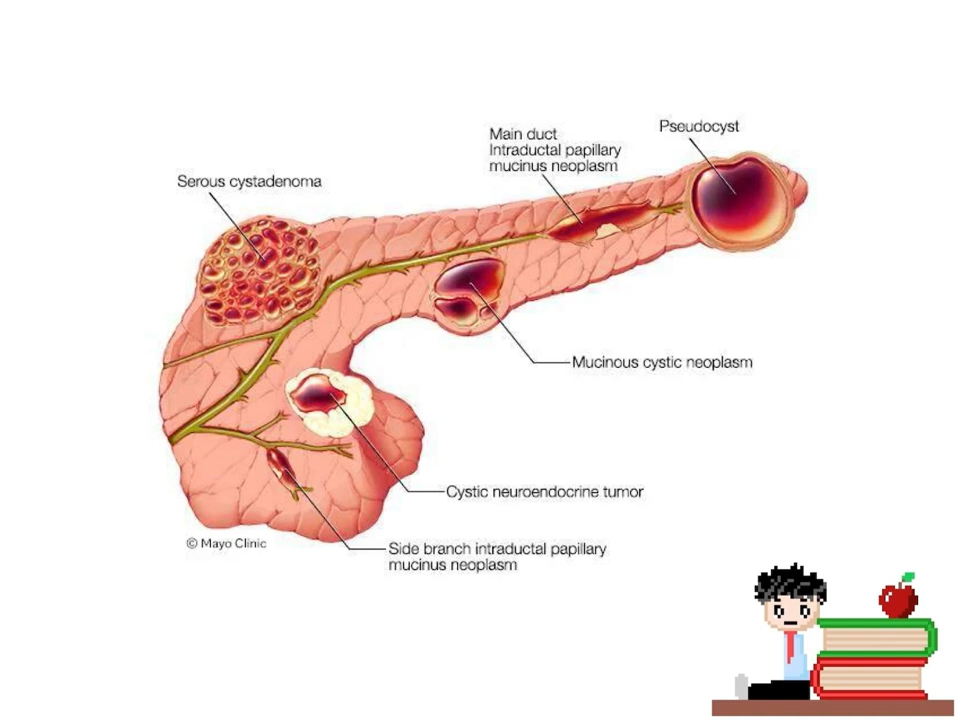 Pseudocyst
Main duct
Intraductal papillary
mucinus neoplasm
Serous cystadenoma
Mucinous cystic neoplasm
Cystic neuroendocrine tumor
© Mayo Clinic
Side branch intraductal papillary
mucinus neoplasm